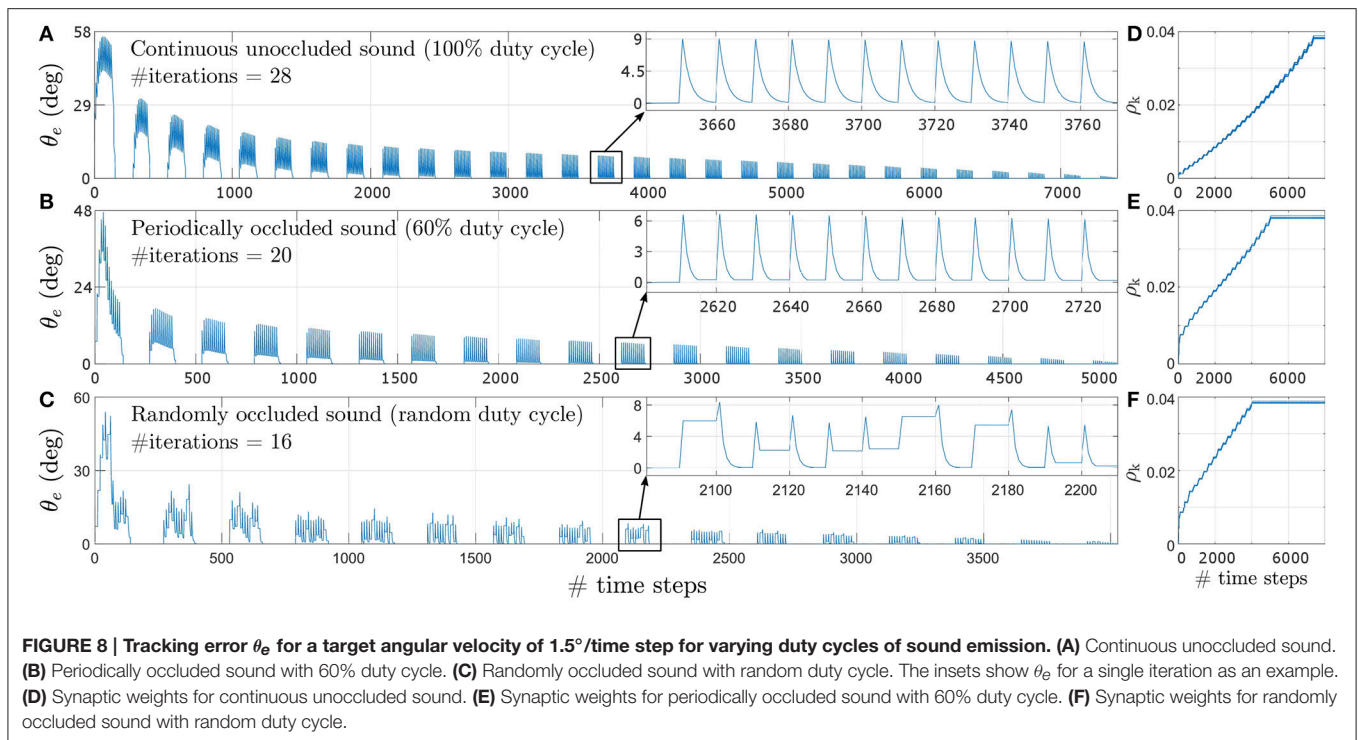 A
58
29
0
θe (deg)
Continuous unoccluded sound (100% duty cycle)
#iterations = 28
9
4.5
0
3660 3680 3700 3720 3740 3760
0 1000 2000 3000 4000 5000 6000 7000
D
0.04
0.02
0
ρk
2000 6000
B
48
24
0
θe (deg)
Periodically occluded sound (60% duty cycle)
#iterations = 20
6
3
0
2620 2640 2660 2680 2700 2720
0 500 1000 1500 2000 2500 3000 3500 4000 4500 5000
E
0.04
0.02
0
ρk
2000 6000
C
60
30
0
θe (deg)
Randomly occluded sound (random duty cycle)
#iterations = 16
8
4
0
2100 2120 2140 2160 2180 2200
0 500 1000 1500 2000 2500 3000 3500
# time steps
F
0.04
0.02
0
ρk
2000 6000
# time steps
FIGURE 8 | Tracking error θe for a target angular velocity of 1.5°/time step for varying duty cycles of sound emission. (A) Continuous unoccluded sound.
(B) Periodically occluded sound with 60% duty cycle. (C) Randomly occluded sound with random duty cycle. The insets show θe for a single iteration as an example.
(D) Synaptic weights for continuous unoccluded sound. (E) Synaptic weights for periodically occluded sound with 60% duty cycle. (F) Synaptic weights for randomly
occluded sound with random duty cycle.